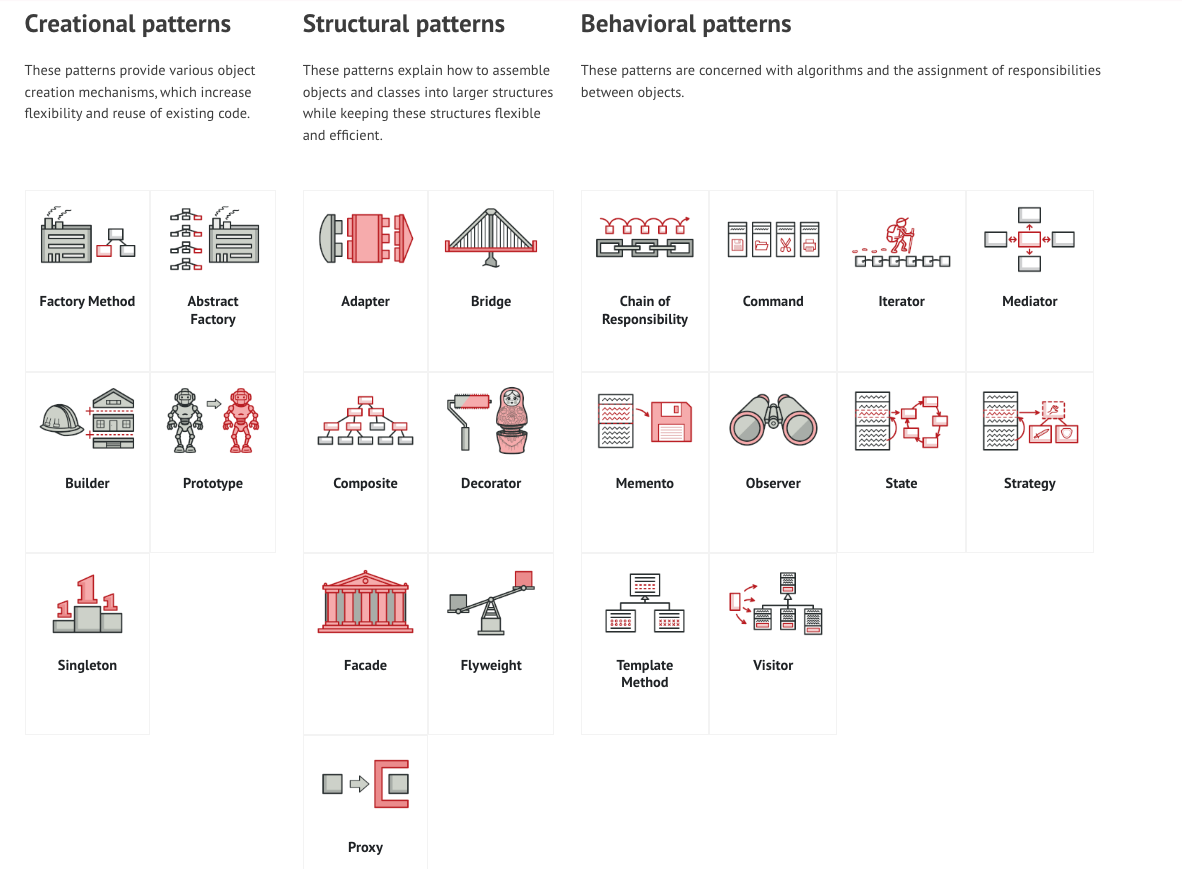 Creational patterns
These patterns provide various object
creation mechanisms, which increase
flexibility and reuse of existing code.
Factory Method
Abstract
Factory
Builder
Prototype
Singleton
Structural patterns
These patterns explain how to assemble
objects and classes into larger structures
while keeping these structures flexible
and efficient.
Adapter
Bridge
Composite
Decorator
Facade
Flyweight
Proxy
Behavioral patterns
These patterns are concerned with algorithms and the assignment of responsibilities
between objects.
Chain of
Responsibility
Command
Iterator
Mediator
Memento
Observer
State
Strategy
Template
Method
Visitor